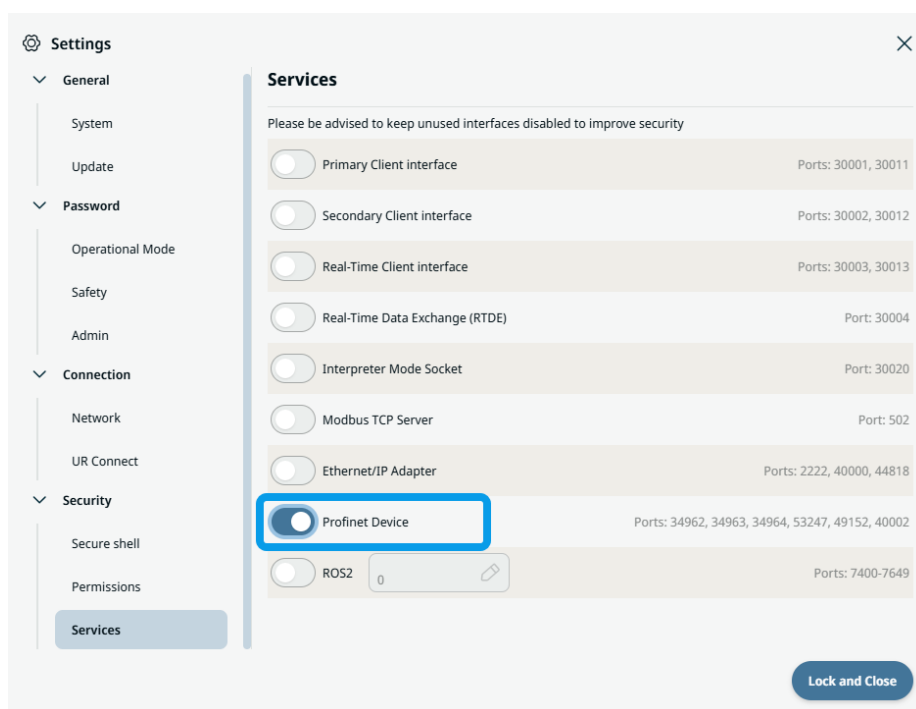 Settings
General
System
Update
Password
Operational Mode
Safety
Admin
Connection
Network
UR Connect
Security
Secure shell
Permissions
Services
Services
Please be advised to keep unused interfaces disabled to improve security
Primary Client interface Ports: 30001, 30011
Secondary Client interface Ports: 30002, 30012
Real-Time Client interface Ports: 30003, 30013
Real-Time Data Exchange (RTDE) Port: 30004
Interpreter Mode Socket Port: 30020
Modbus TCP Server Port: 502
Ethernet/IP Adapter Ports: 2222, 40000, 44818
Profinet Device Ports: 34962, 34963, 34964, 53247, 49152, 40002
ROS2 0 Ports: 7400-7649
Lock and Close